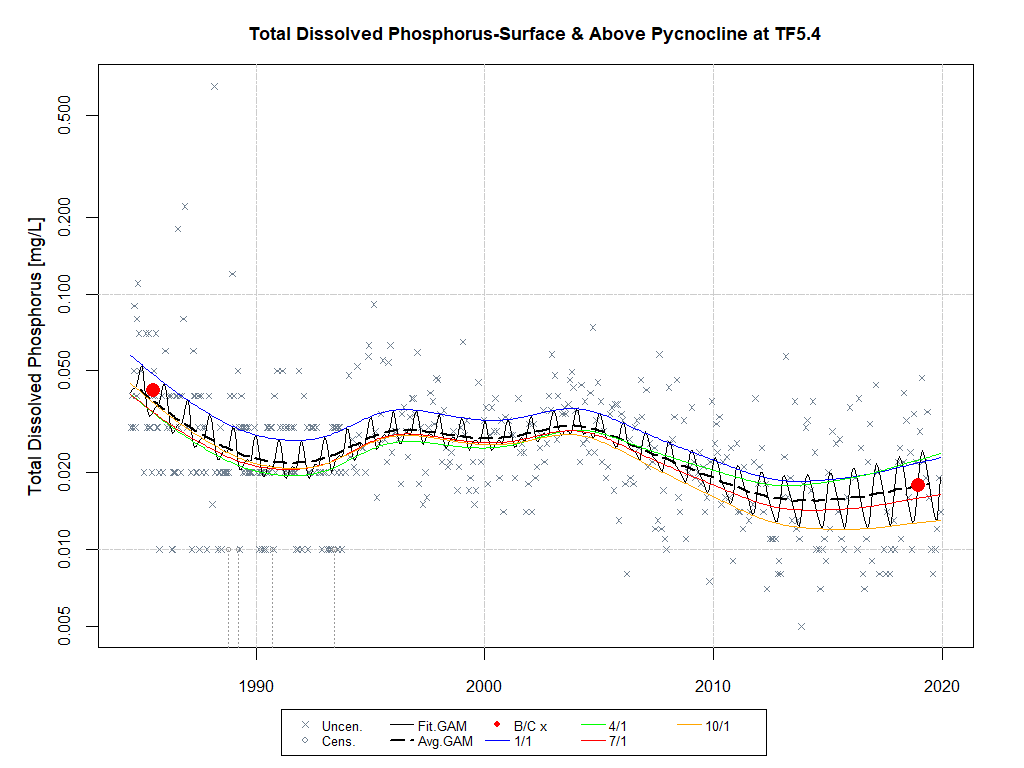 Total Dissolved Phosphorus-Surface & Above Pycnocline at TF5.4
Total Dissolved Phosphorus [mg/L]
0.500
0.200
0.100
0.050
0.020
0.010
0.005
1990 2000 2010 2020
Uncen. Fit.GAM B/C x 4/1 10/1
Cens. Avg.GAM 1/1 7/1